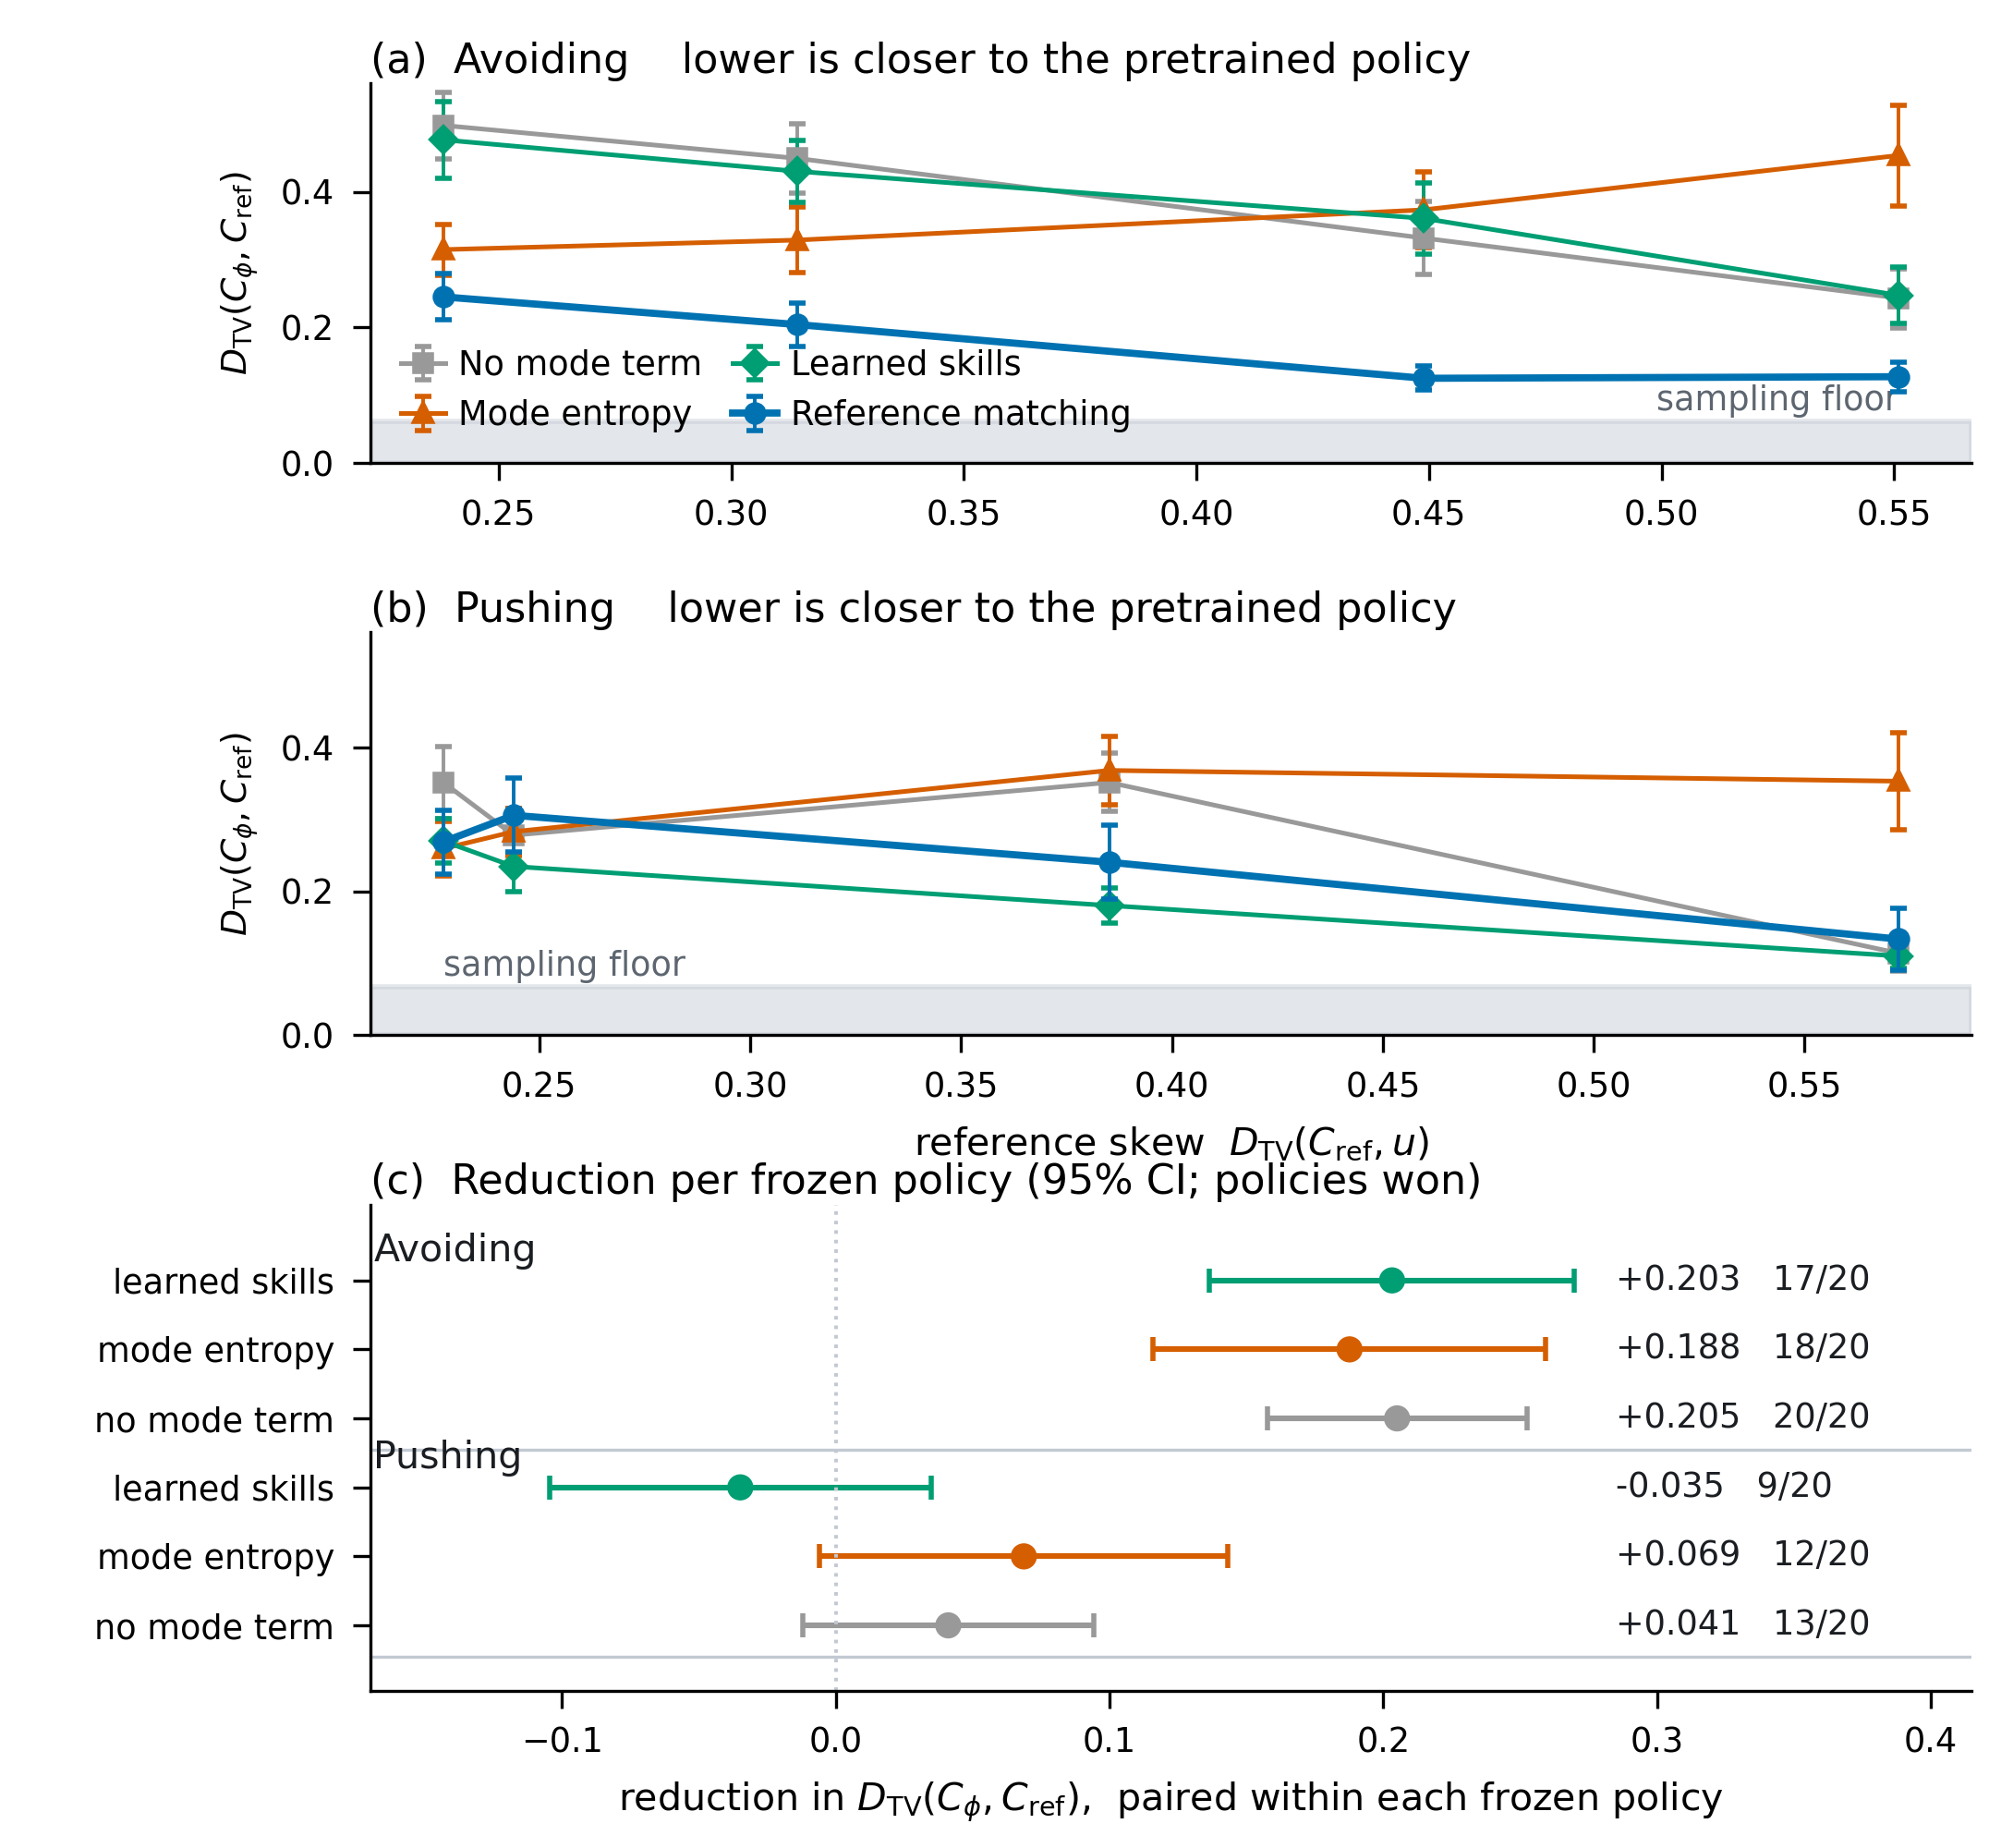 (a) Avoiding lower is closer to the pretrained policy
D_TV(C_ϕ, C_ref)
0.4
0.2
0.0
No mode term
Learned skills
Mode entropy
Reference matching
sampling floor
0.25 0.30 0.35 0.40 0.45 0.50 0.55
(b) Pushing lower is closer to the pretrained policy
D_TV(C_ϕ, C_ref)
0.4
0.2
0.0
sampling floor
0.25 0.30 0.35 0.40 0.45 0.50 0.55
reference skew D_TV(C_ref, u)
(c) Reduction per frozen policy (95% CI; policies won)
Avoiding
learned skills +0.203 17/20
mode entropy +0.188 18/20
no mode term +0.205 20/20
Pushing
learned skills -0.035 9/20
mode entropy +0.069 12/20
no mode term +0.041 13/20
−0.1 0.0 0.1 0.2 0.3 0.4
reduction in D_TV(C_ϕ, C_ref), paired within each frozen policy